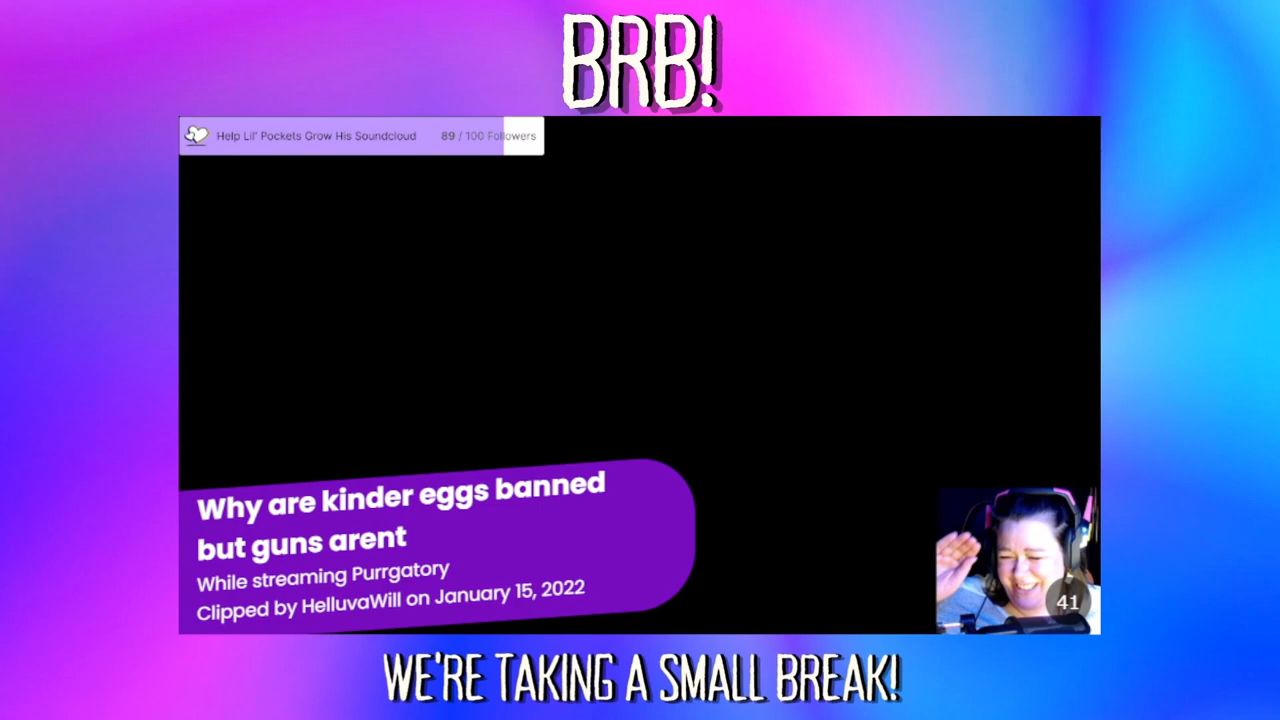 BRB!
Help Lil' Pockets Grow His Soundcloud 89 / 100 Followers
Why are kinder eggs banned
but guns arent
While streaming Purrgatory
Clipped by HelluvaWill on January 15, 2022
41
WE'RE TAKING A SMALL BREAK!